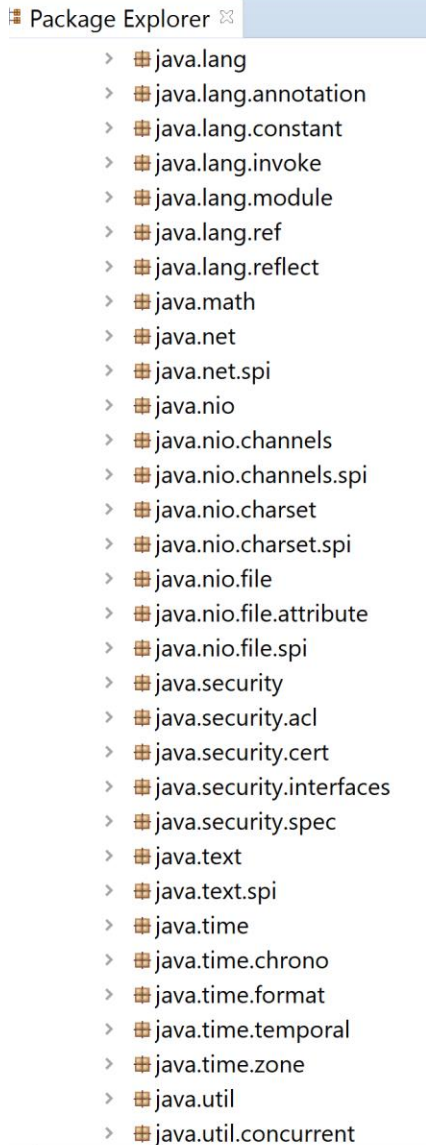 Package Explorer
java.lang
java.lang.annotation
java.lang.constant
java.lang.invoke
java.lang.module
java.lang.ref
java.lang.reflect
java.math
java.net
java.net.spi
java.nio
java.nio.channels
java.nio.channels.spi
java.nio.charset
java.nio.charset.spi
java.nio.file
java.nio.file.attribute
java.nio.file.spi
java.security
java.security.acl
java.security.cert
java.security.interfaces
java.security.spec
java.text
java.text.spi
java.time
java.time.chrono
java.time.format
java.time.temporal
java.time.zone
java.util
java.util.concurrent